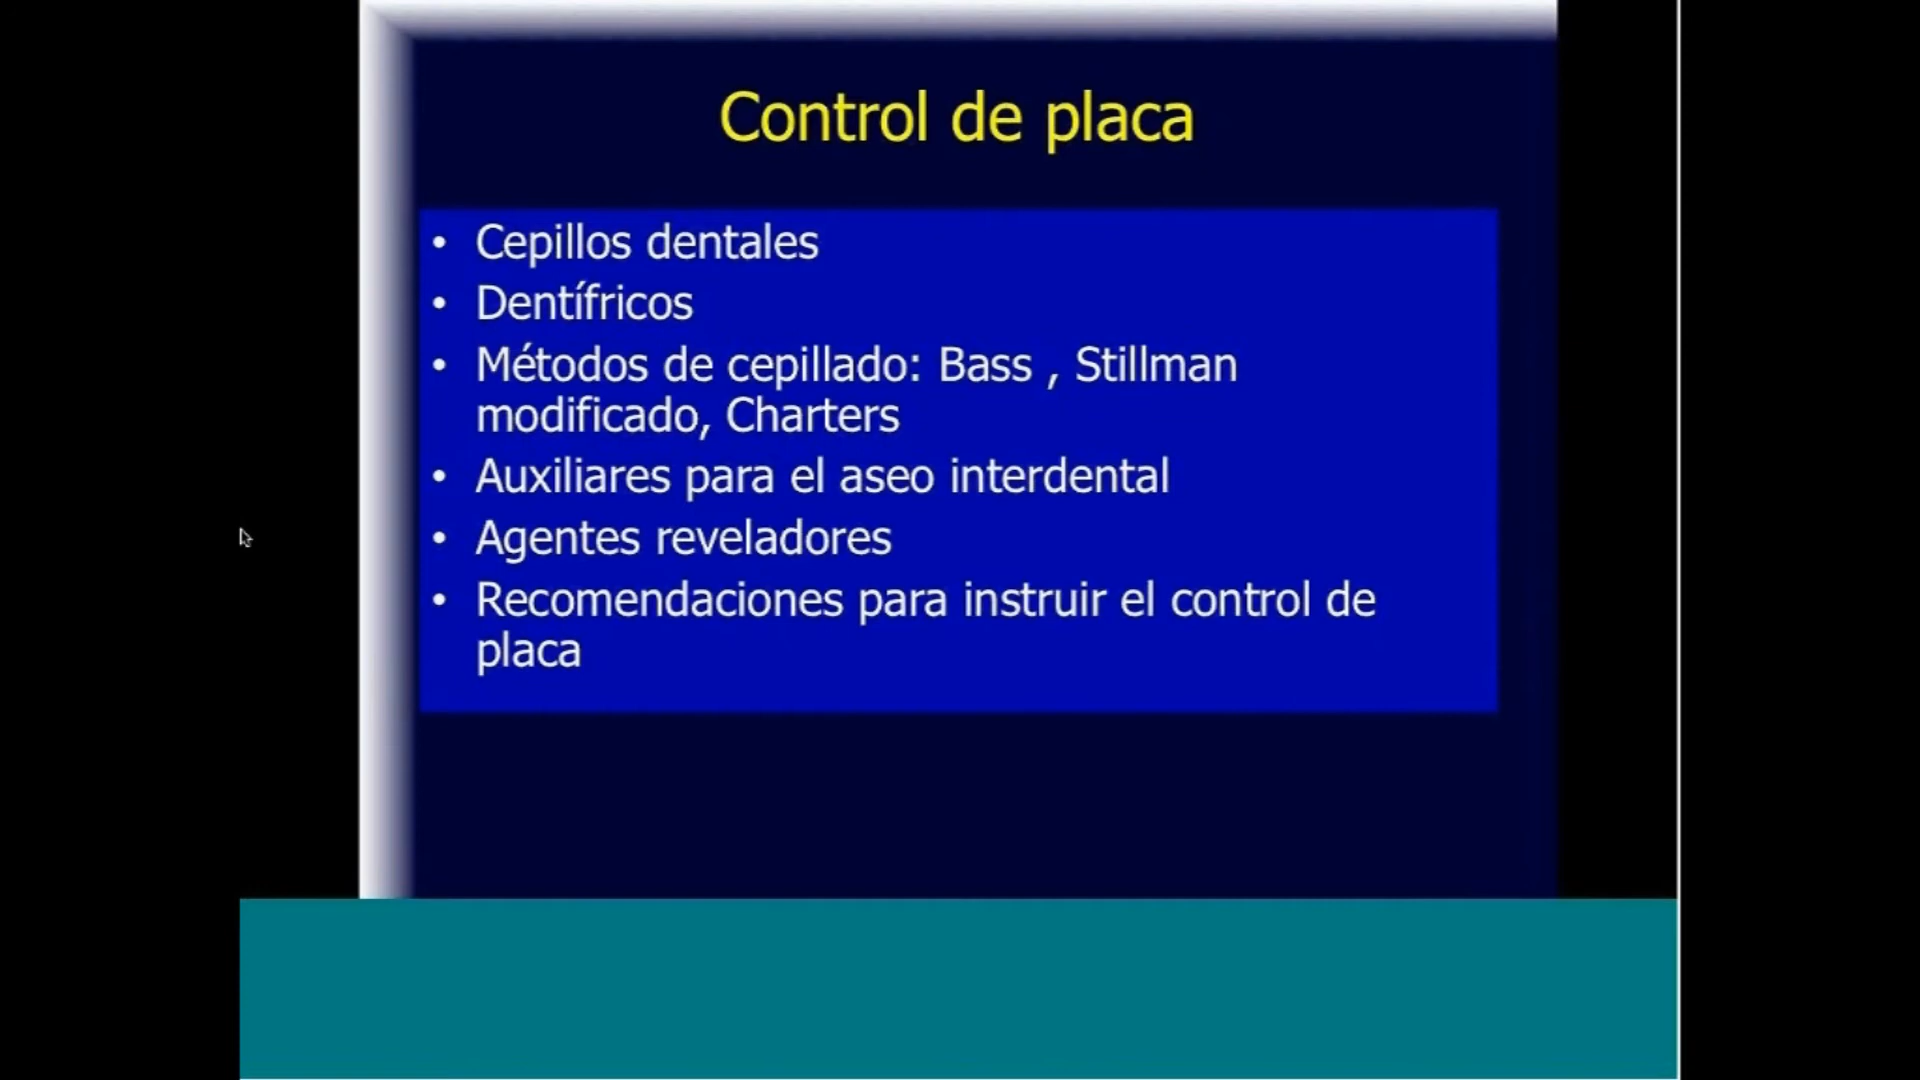 Control de placa
• Cepillos dentales
• Dentífricos
• Métodos de cepillado: Bass , Stillman
modificado, Charters
• Auxiliares para el aseo interdental
• Agentes reveladores
• Recomendaciones para instruir el control de
placa